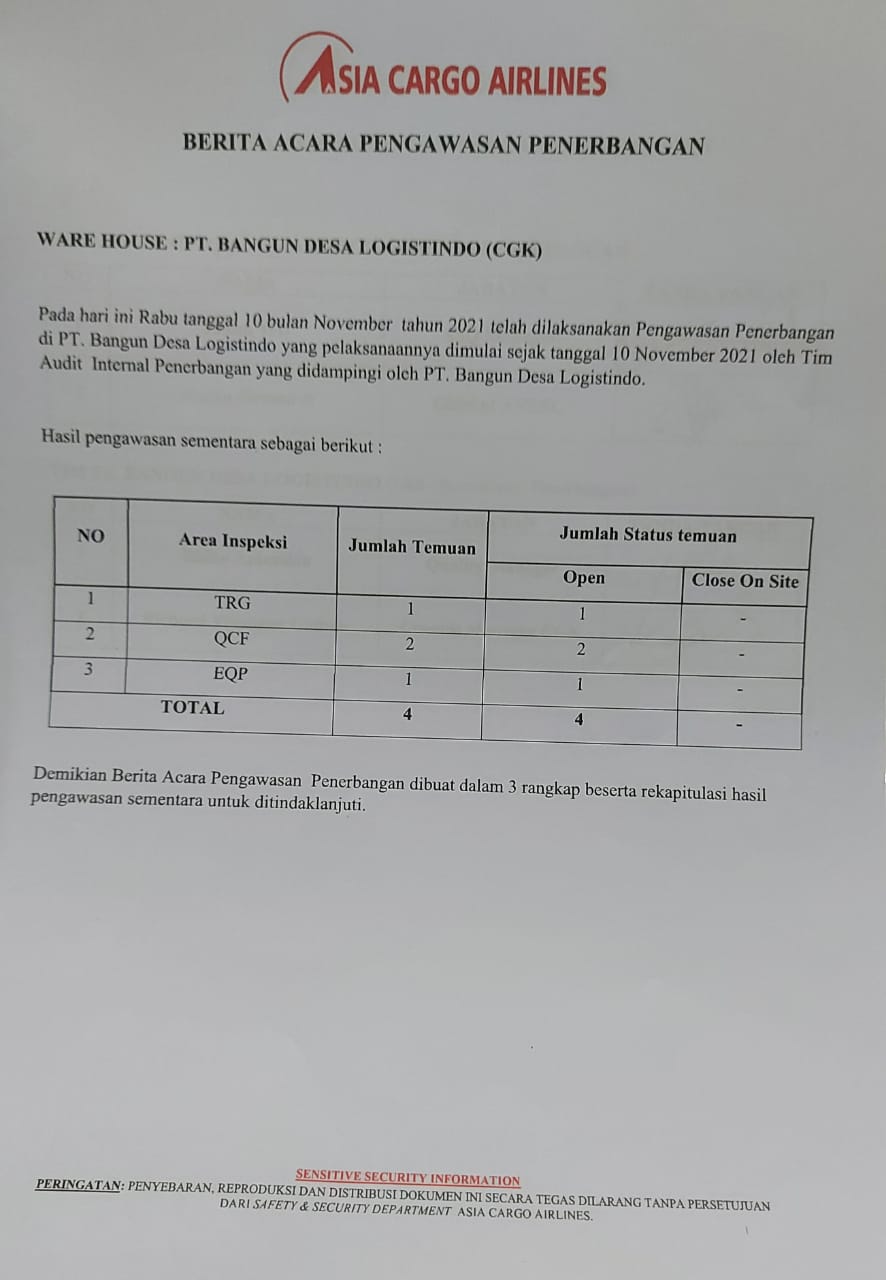 ASIA CARGO AIRLINES
BERITA ACARA PENGAWASAN PENERBANGAN
WARE HOUSE : PT. BANGUN DESA LOGISTINDO (CGK)
Pada hari ini Rabu tanggal 10 bulan November tahun 2021 telah dilaksanakan Pengawasan Penerbangan
di PT. Bangun Desa Logistindo yang pelaksanaannya dimulai sejak tanggal 10 November 2021 oleh Tim
Audit Internal Penerbangan yang didampingi oleh PT. Bangun Desa Logistindo.
Hasil pengawasan sementara sebagai berikut :
NO Area Inspeksi Jumlah Temuan Jumlah Status temuan
Open Close On Site
1 TRG 1 1 -
2 QCF 2 2 -
3 EQP 1 1 -
TOTAL 4 4 -
Demikian Berita Acara Pengawasan Penerbangan dibuat dalam 3 rangkap beserta rekapitulasi hasil
pengawasan sementara untuk ditindaklanjuti.
SENSITIVE SECURITY INFORMATION
PERINGATAN: PENYEBARAN, REPRODUKSI DAN DISTRIBUSI DOKUMEN INI SECARA TEGAS DILARANG TANPA PERSETUJUAN
DARI SAFETY & SECURITY DEPARTMENT ASIA CARGO AIRLINES.